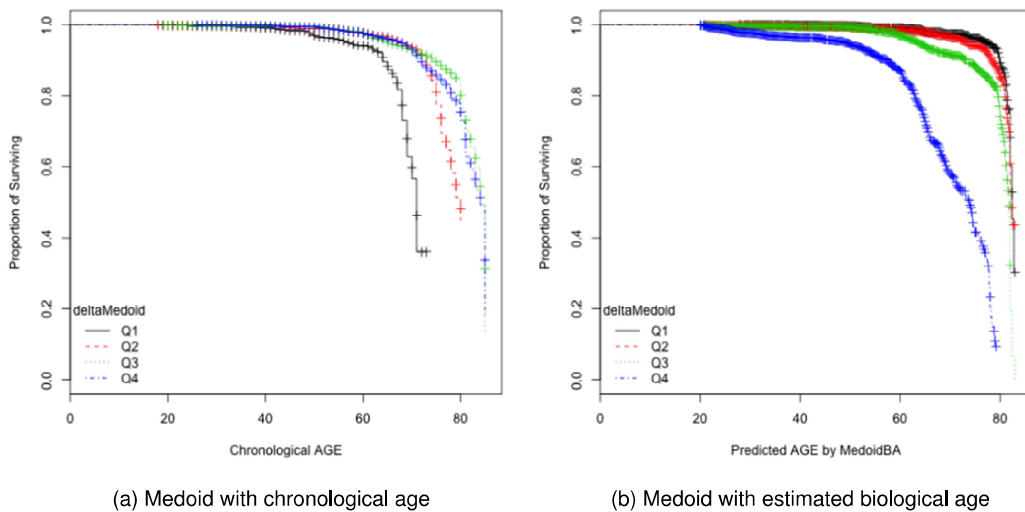 Proportion of Surviving
1.0
0.8
0.6
0.4
0.2
0.0
deltaMedoid
Q1
Q2
Q3
Q4
0 20 40 60 80
Chronological AGE
(a) Medoid with chronological age
Proportion of Surviving
1.0
0.8
0.6
0.4
0.2
0.0
deltaMedoid
Q1
Q2
Q3
Q4
0 20 40 60 80
Predicted AGE by MedoidBA
(b) Medoid with estimated biological age